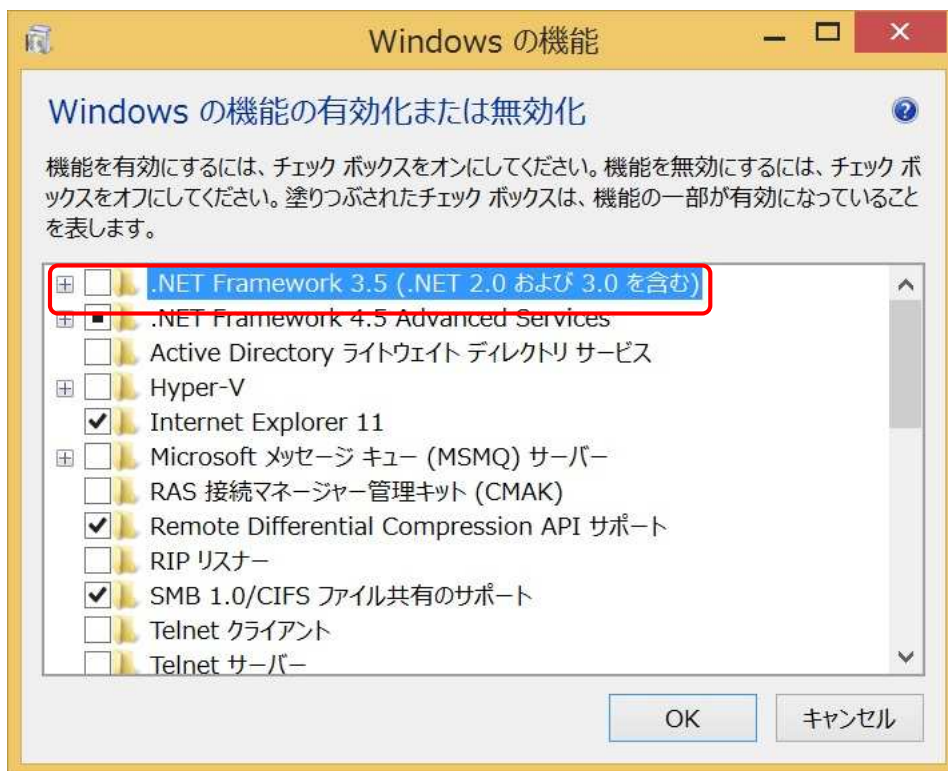 Windows の機能
Windows の機能の有効化または無効化
機能を有効にするには、チェック ボックスをオンにしてください。機能を無効にするには、チェック ボ
ックスをオフにしてください。塗りつぶされたチェック ボックスは、機能の一部が有効になっていること
を表します。
.NET Framework 3.5 (.NET 2.0 および 3.0 を含む)
.NET Framework 4.5 Advanced Services
Active Directory ライトウェイト ディレクトリ サービス
Hyper-V
Internet Explorer 11
Microsoft メッセージ キュー (MSMQ) サーバー
RAS 接続マネージャー管理キット (CMAK)
Remote Differential Compression API サポート
RIP リスナー
SMB 1.0/CIFS ファイル共有のサポート
Telnet クライアント
Telnet サーバー
OK
キャンセル